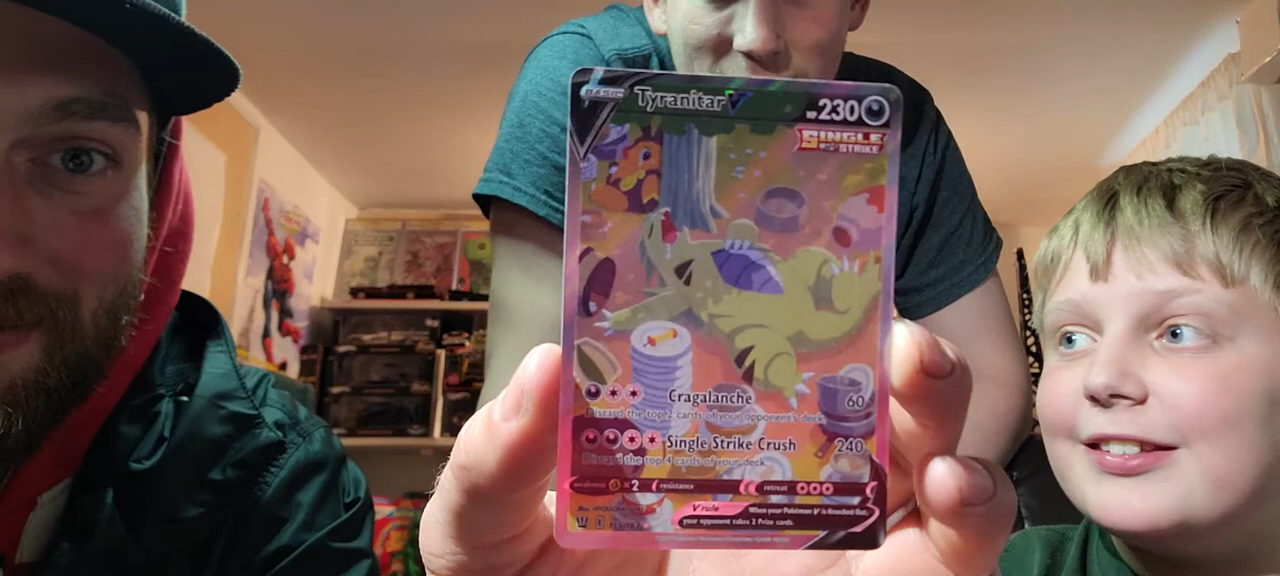 BASIC Tyranitar V 230
SINGLE
STRIKE
Cragalanche 60
Discard the top 2 cards of your opponent's deck.
Single Strike Crush 240
Discard the top 4 cards of your deck.
weakness ×2 resistance retreat
V rule When your Pokémon V is Knocked Out,
your opponent takes 2 Prize cards.